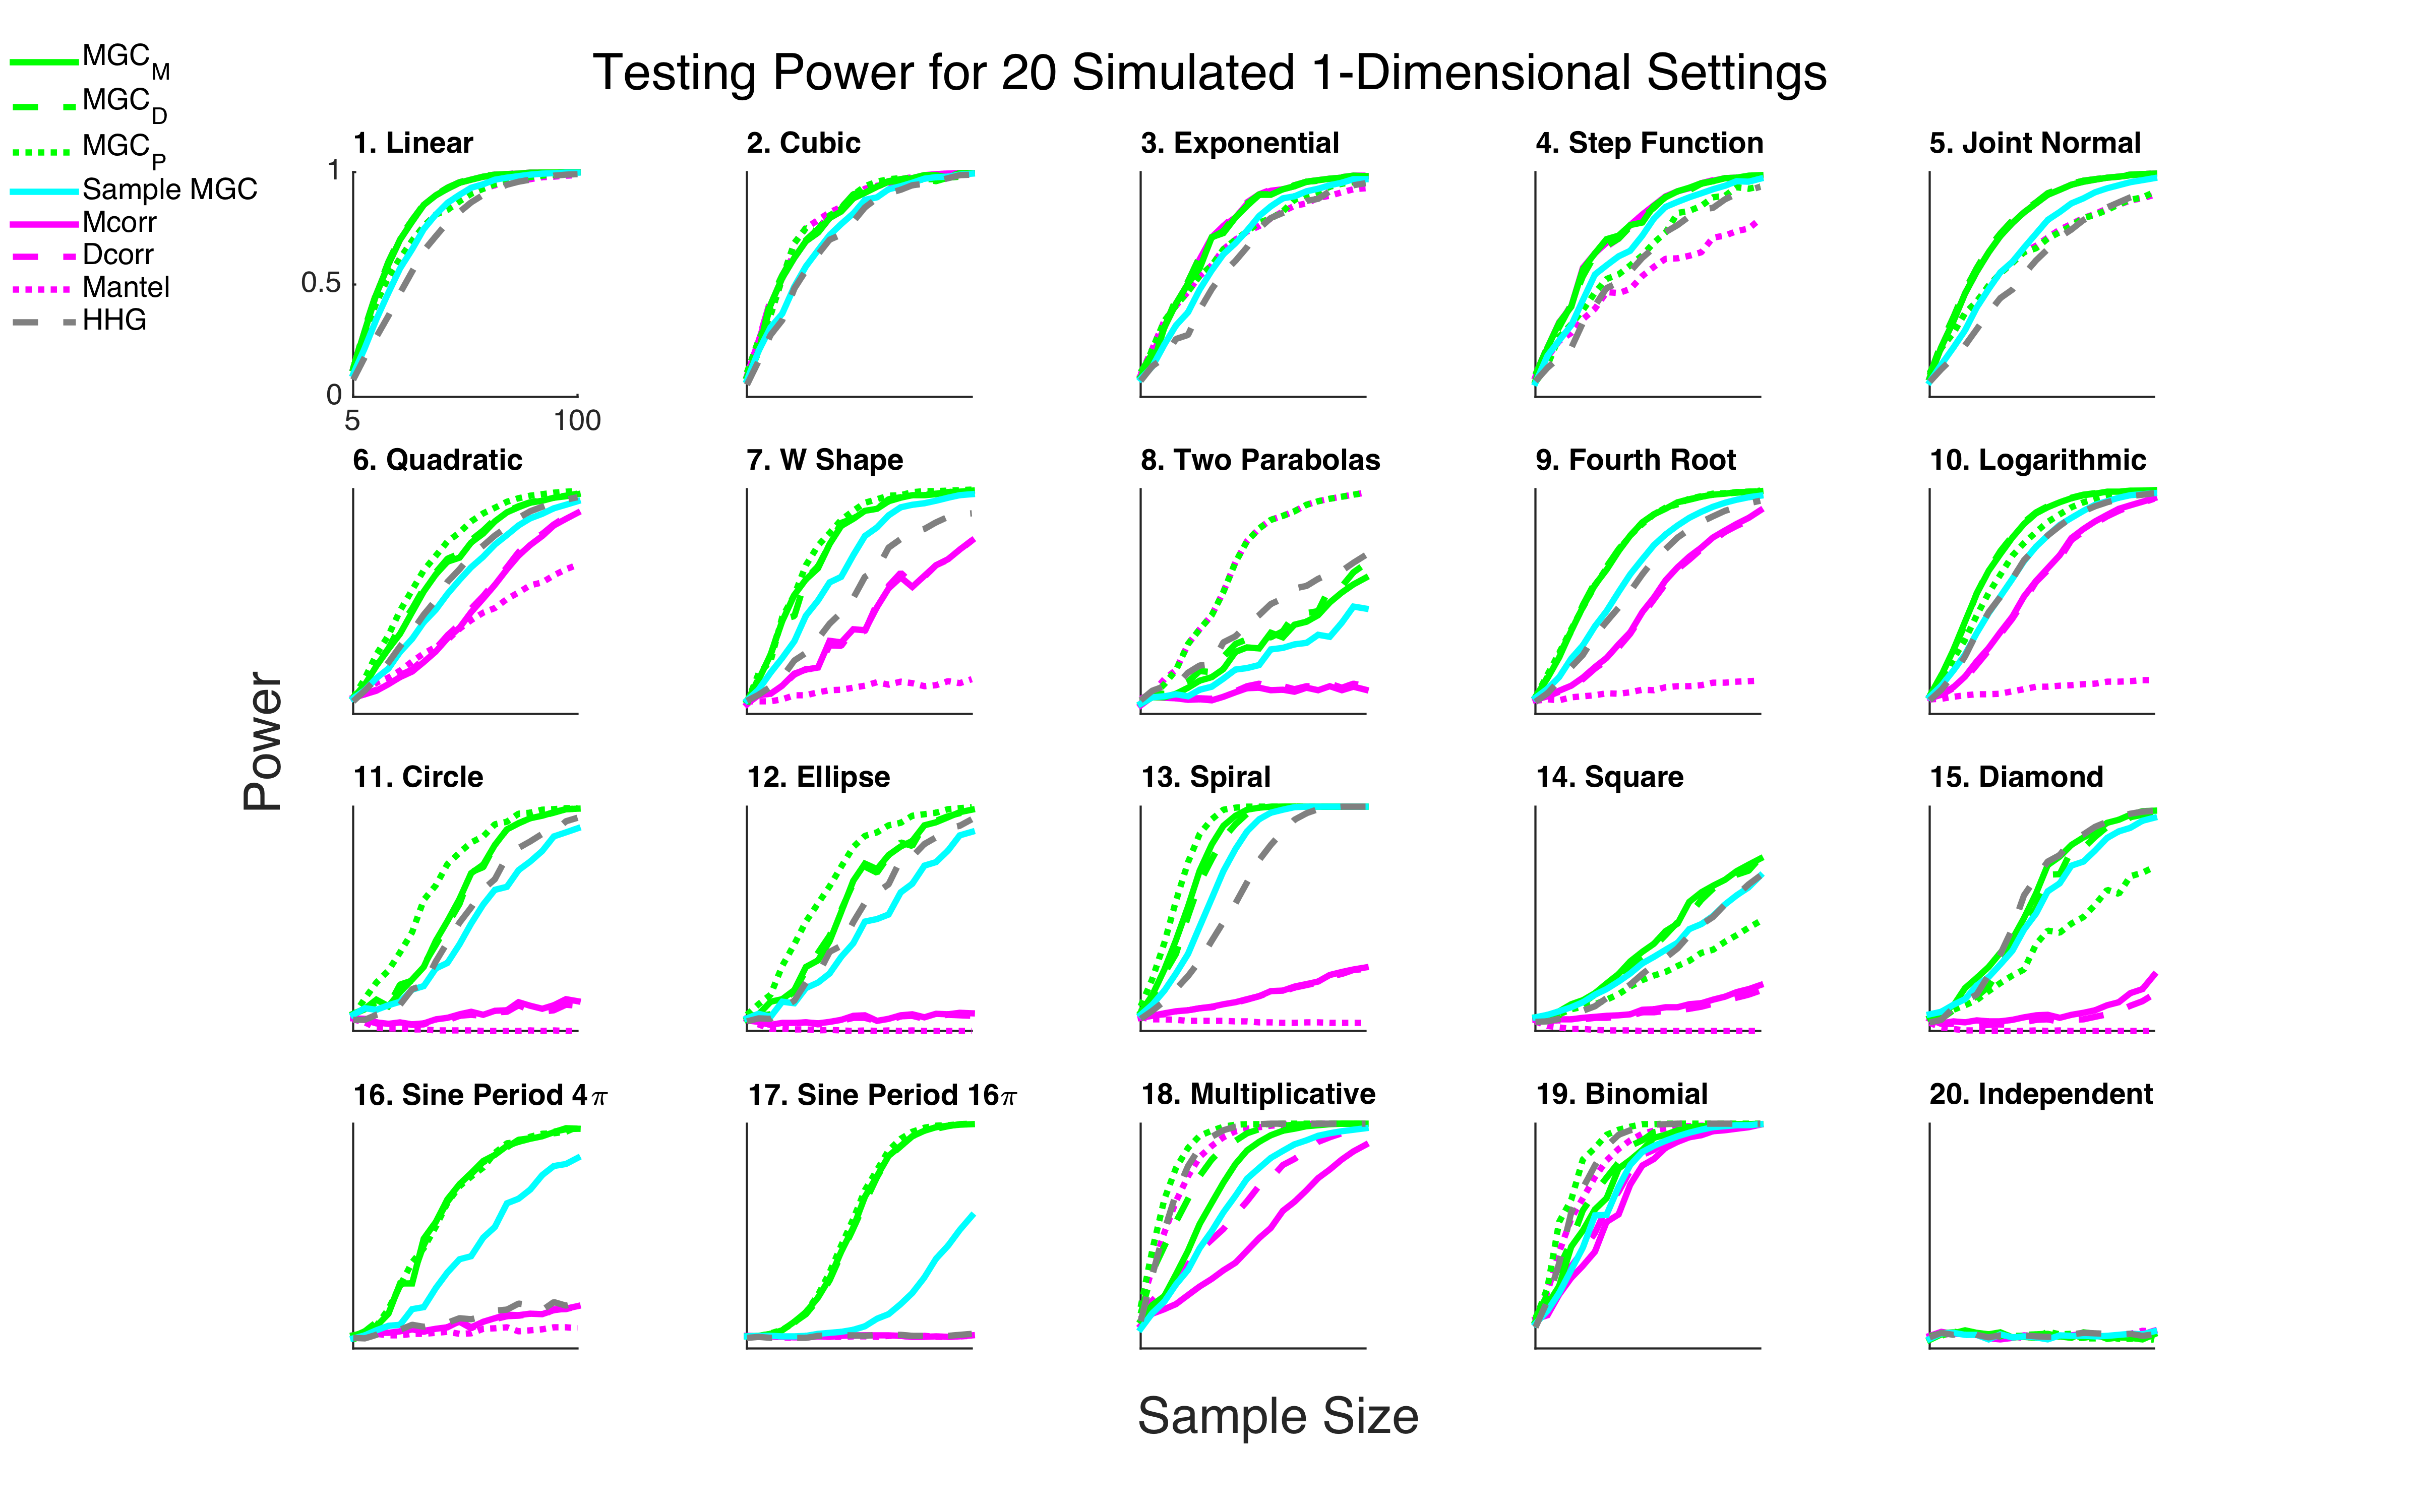 MGC_M
MGC_D
MGC_P
Sample MGC
Mcorr
Dcorr
Mantel
HHG
Testing Power for 20 Simulated 1-Dimensional Settings
1. Linear
2. Cubic
3. Exponential
4. Step Function
5. Joint Normal
1
0.5
0
5
100
6. Quadratic
7. W Shape
8. Two Parabolas
9. Fourth Root
10. Logarithmic
Power
11. Circle
12. Ellipse
13. Spiral
14. Square
15. Diamond
16. Sine Period 4π
17. Sine Period 16π
18. Multiplicative
19. Binomial
20. Independent
Sample Size